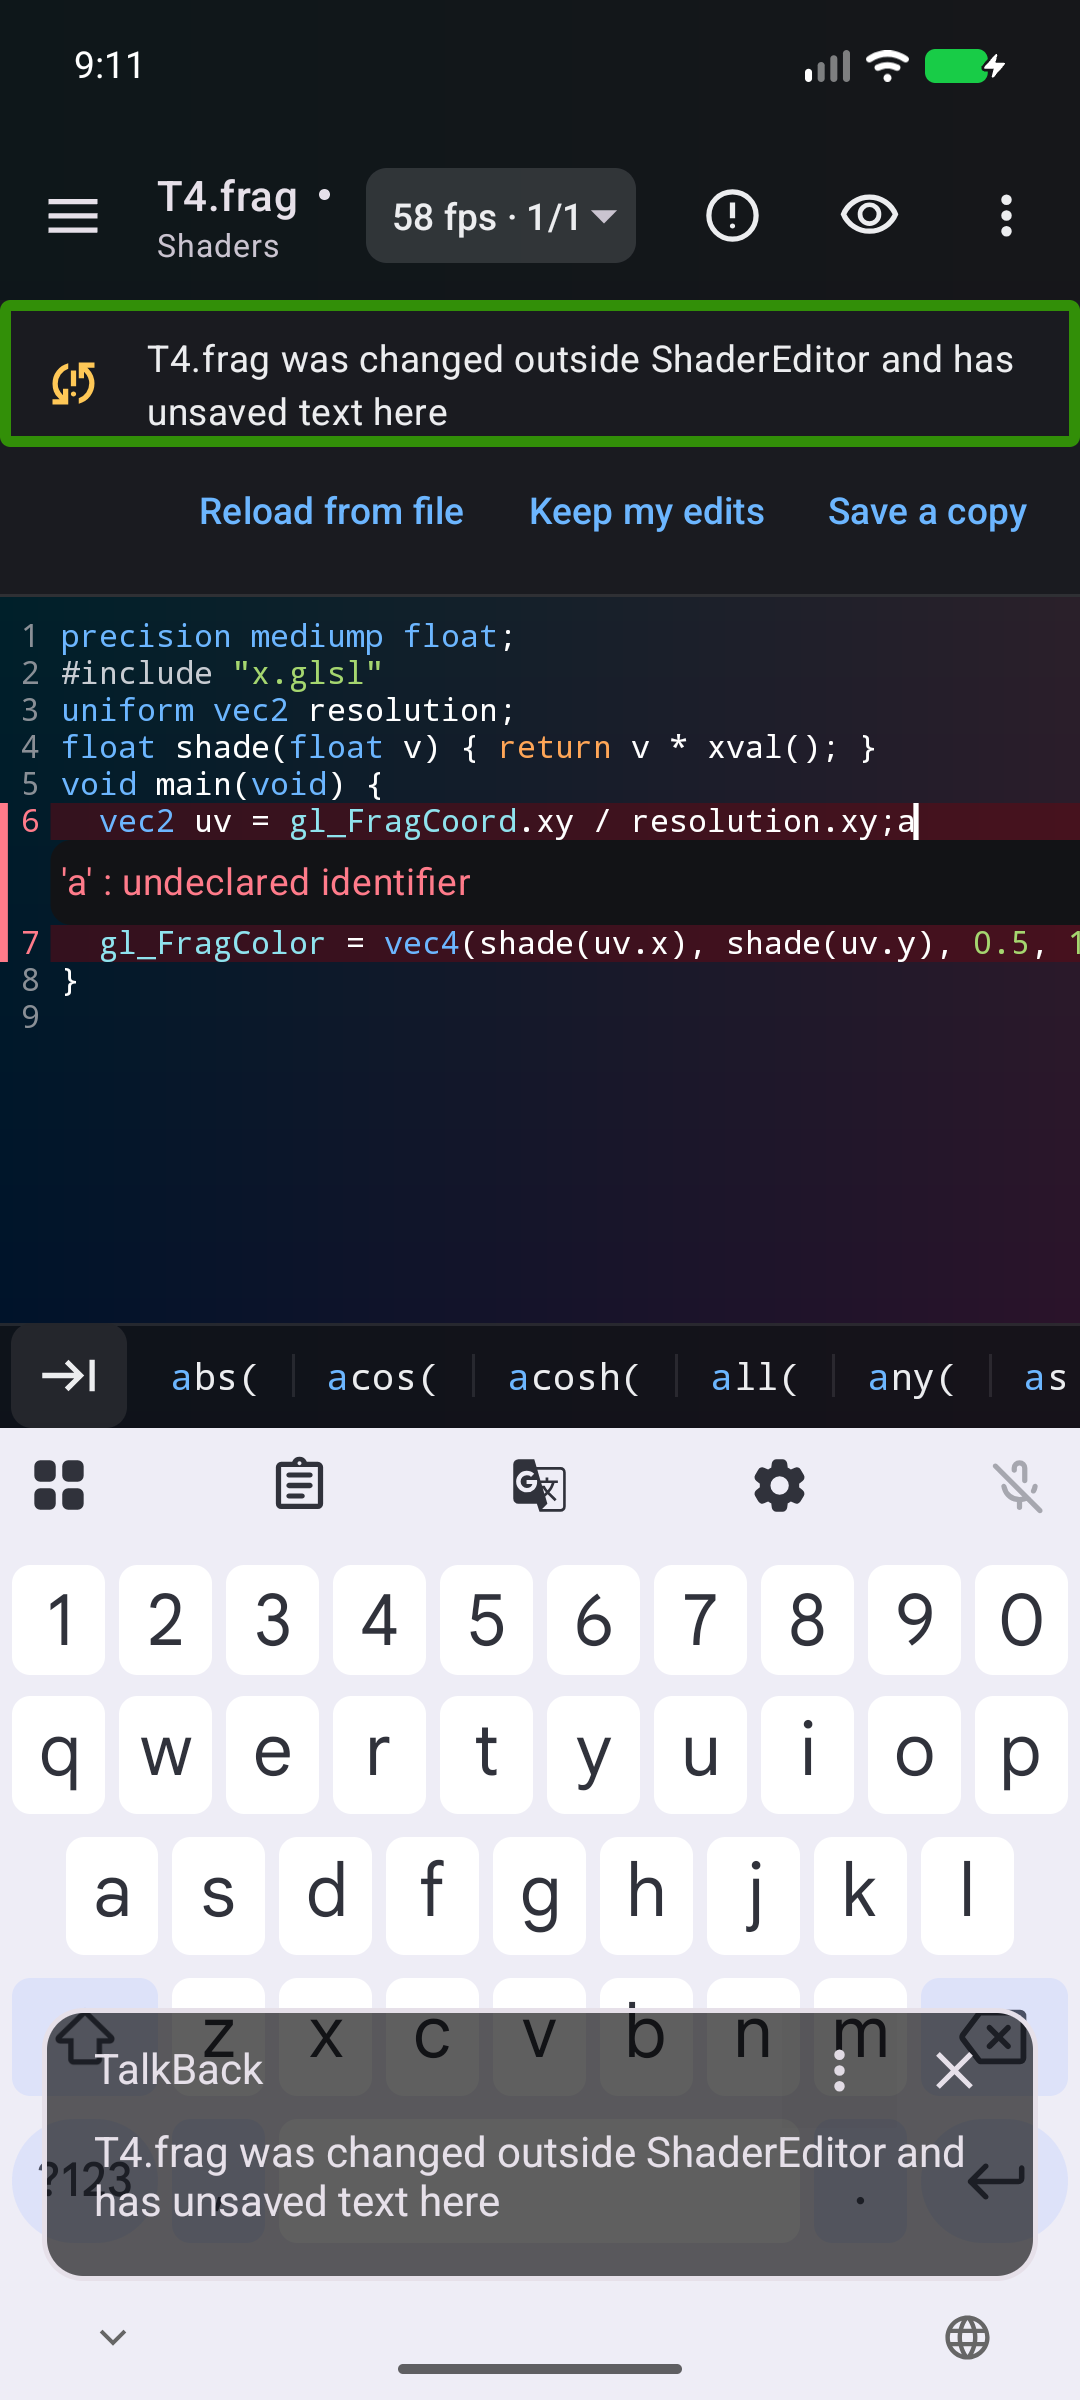 9:11
T4.frag •
Shaders
58 fps · 1/1
T4.frag was changed outside ShaderEditor and has
unsaved text here
Reload from file
Keep my edits
Save a copy
1 precision mediump float;
2 #include "x.glsl"
3 uniform vec2 resolution;
4 float shade(float v) { return v * xval(); }
5 void main(void) {
6   vec2 uv = gl_FragCoord.xy / resolution.xy;a
'a' : undeclared identifier
7   gl_FragColor = vec4(shade(uv.x), shade(uv.y), 0.5, 1
8 }
9
abs( acos( acosh( all( any( as
1 2 3 4 5 6 7 8 9 0
q w e r t y u i o p
a s d f g h j k l
z x c v b n m
TalkBack
?123 , .
T4.frag was changed outside ShaderEditor and
has unsaved text here